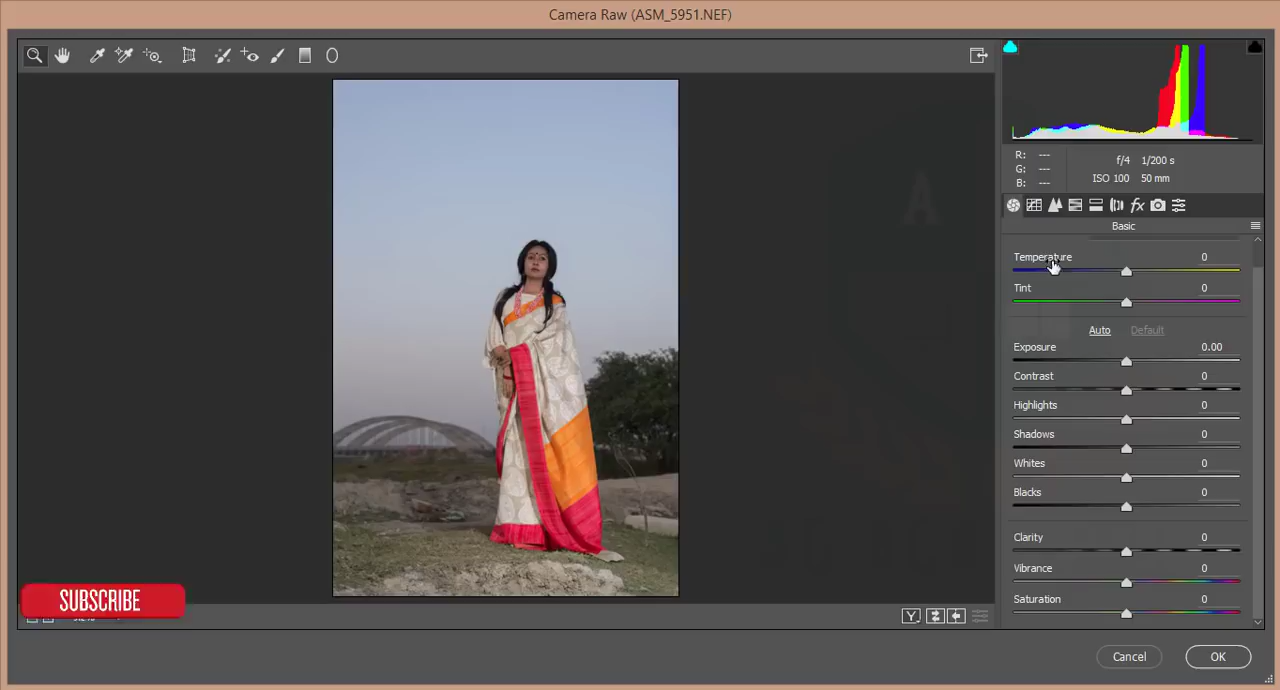 Camera Raw (ASM_5951.NEF)
R: ---
G: ---
B: ---
f/4 1/200 s
ISO 100 50 mm
fx
Basic
Temperature 0
Tint 0
Auto Default
Exposure 0.00
Contrast 0
Highlights 0
Shadows 0
Whites 0
Blacks 0
Clarity 0
Vibrance 0
Saturation 0
SUBSCRIBE
Y
Cancel OK